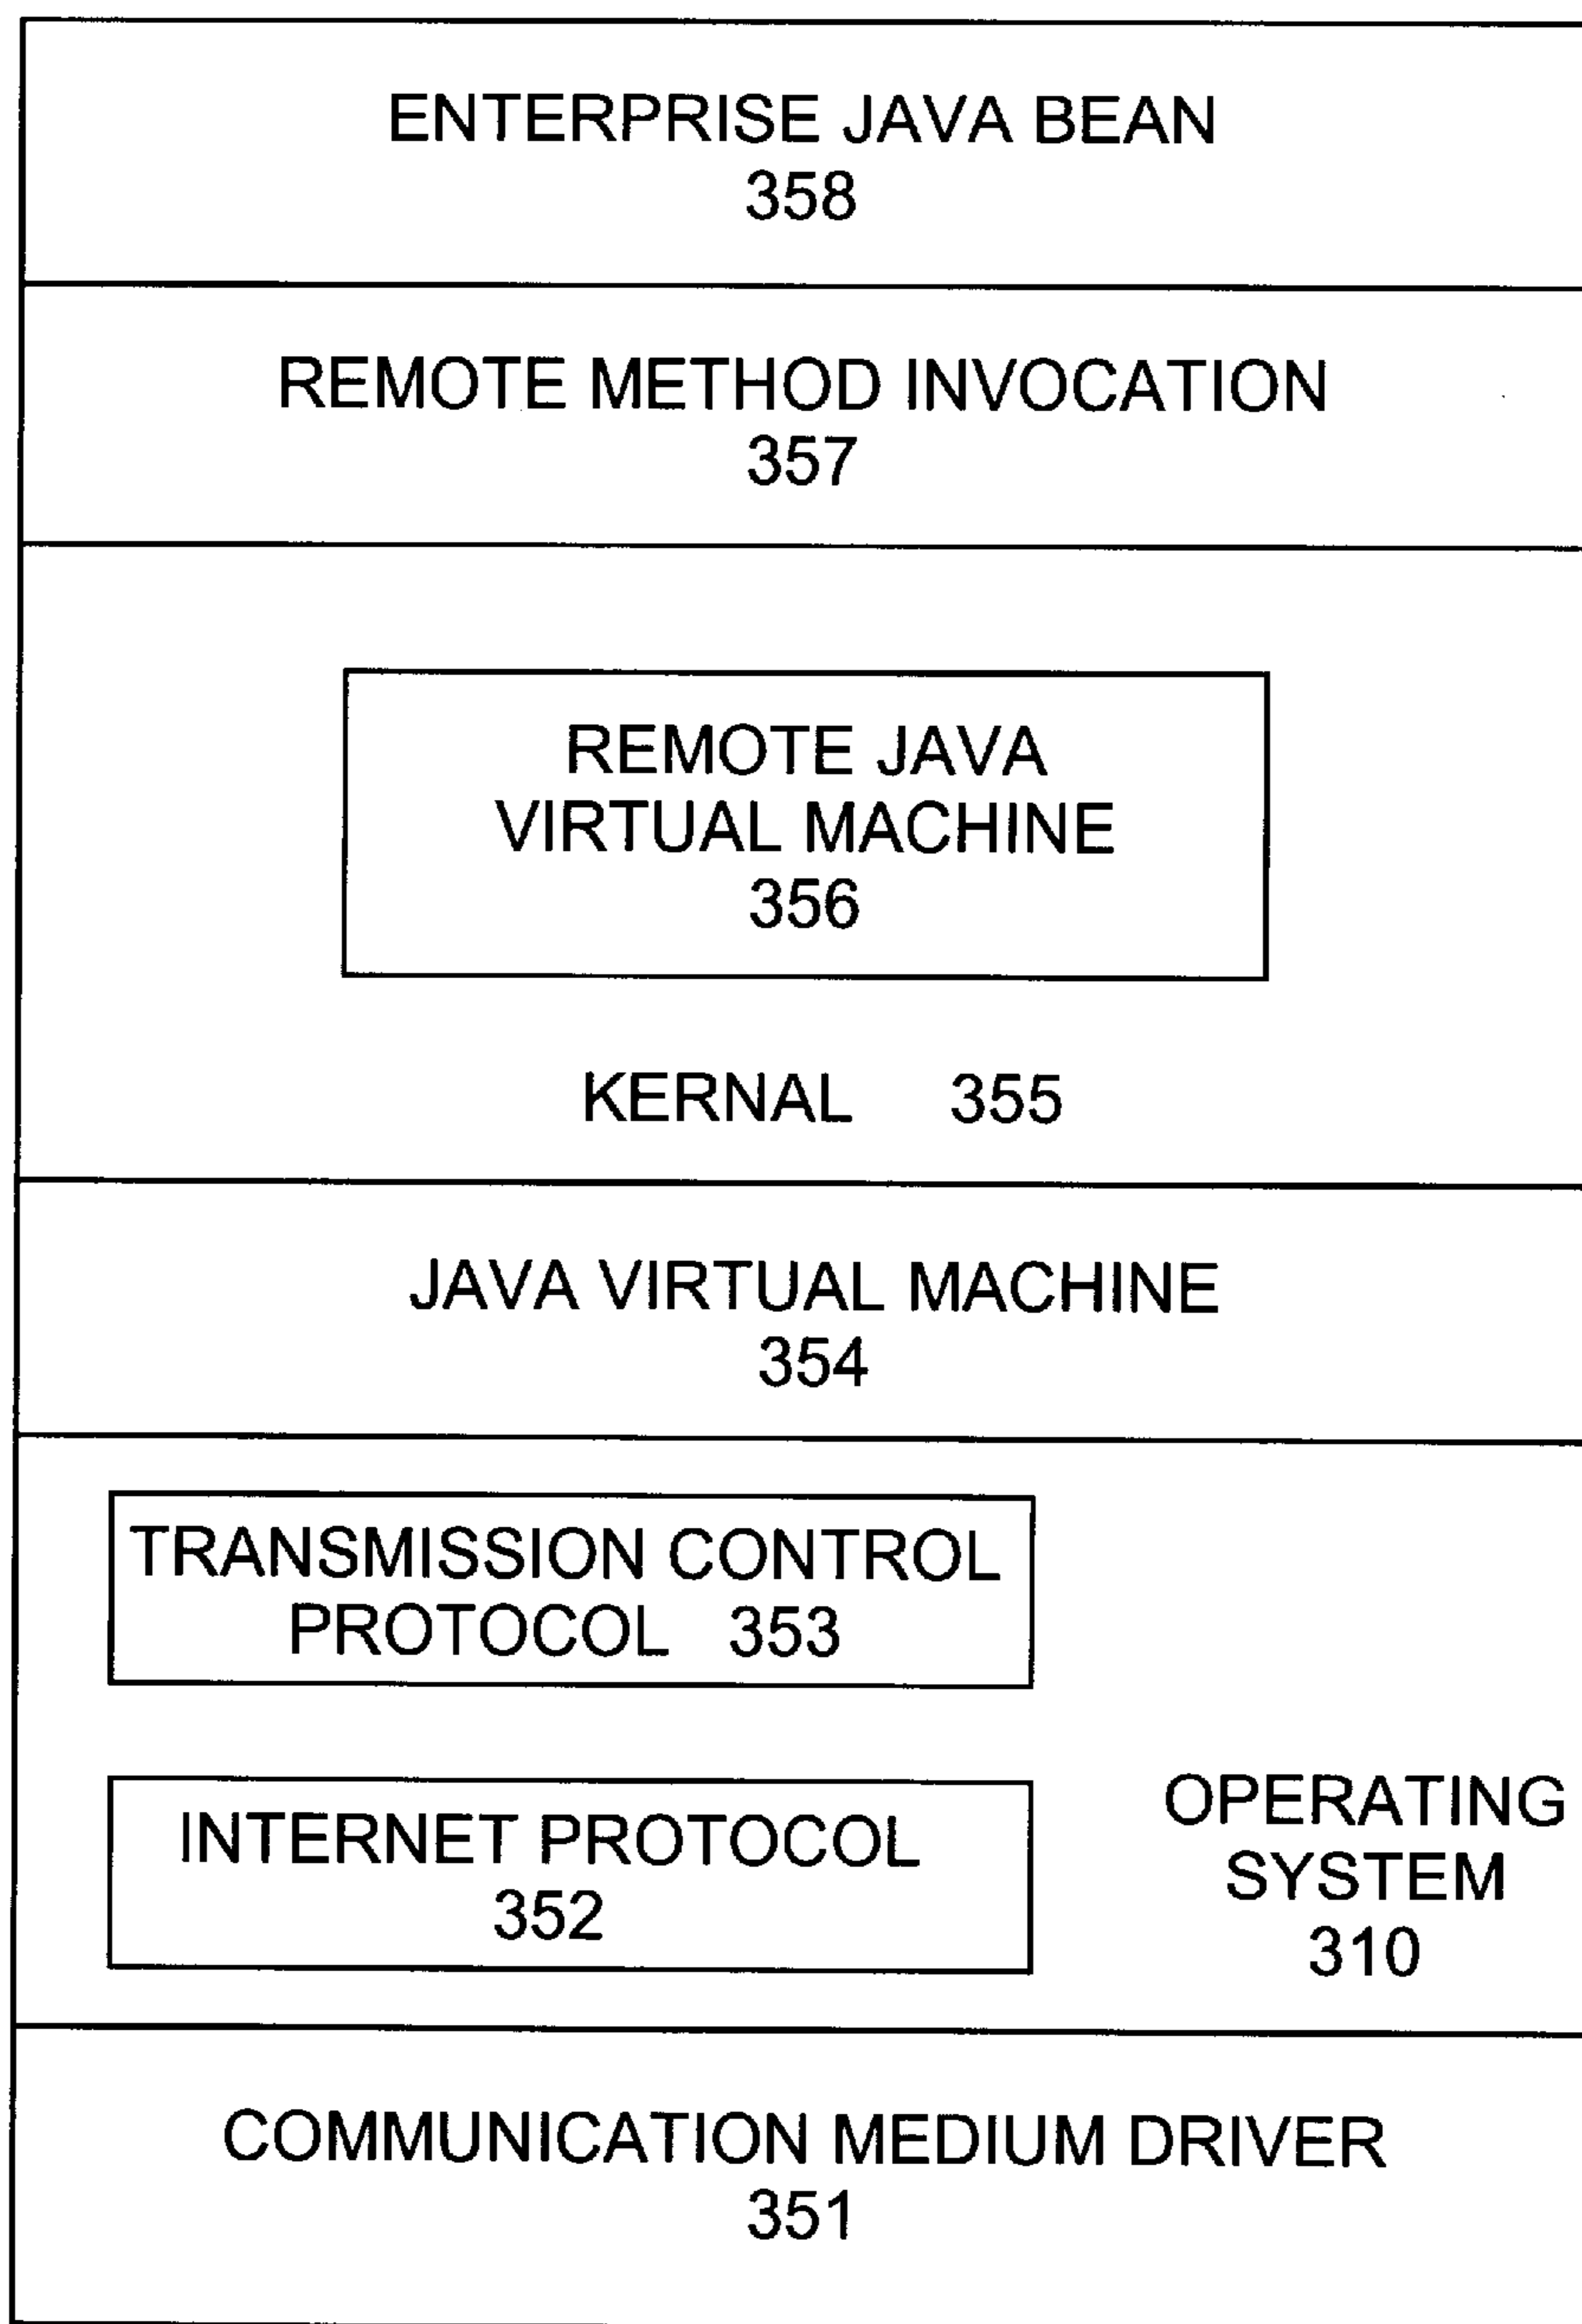 ENTERPRISE JAVA BEAN
358
REMOTE METHOD INVOCATION
357
REMOTE JAVA
VIRTUAL MACHINE
356
KERNAL 355
JAVA VIRTUAL MACHINE
354
TRANSMISSION CONTROL
PROTOCOL 353
INTERNET PROTOCOL
352
OPERATING
SYSTEM
310
COMMUNICATION MEDIUM DRIVER
351